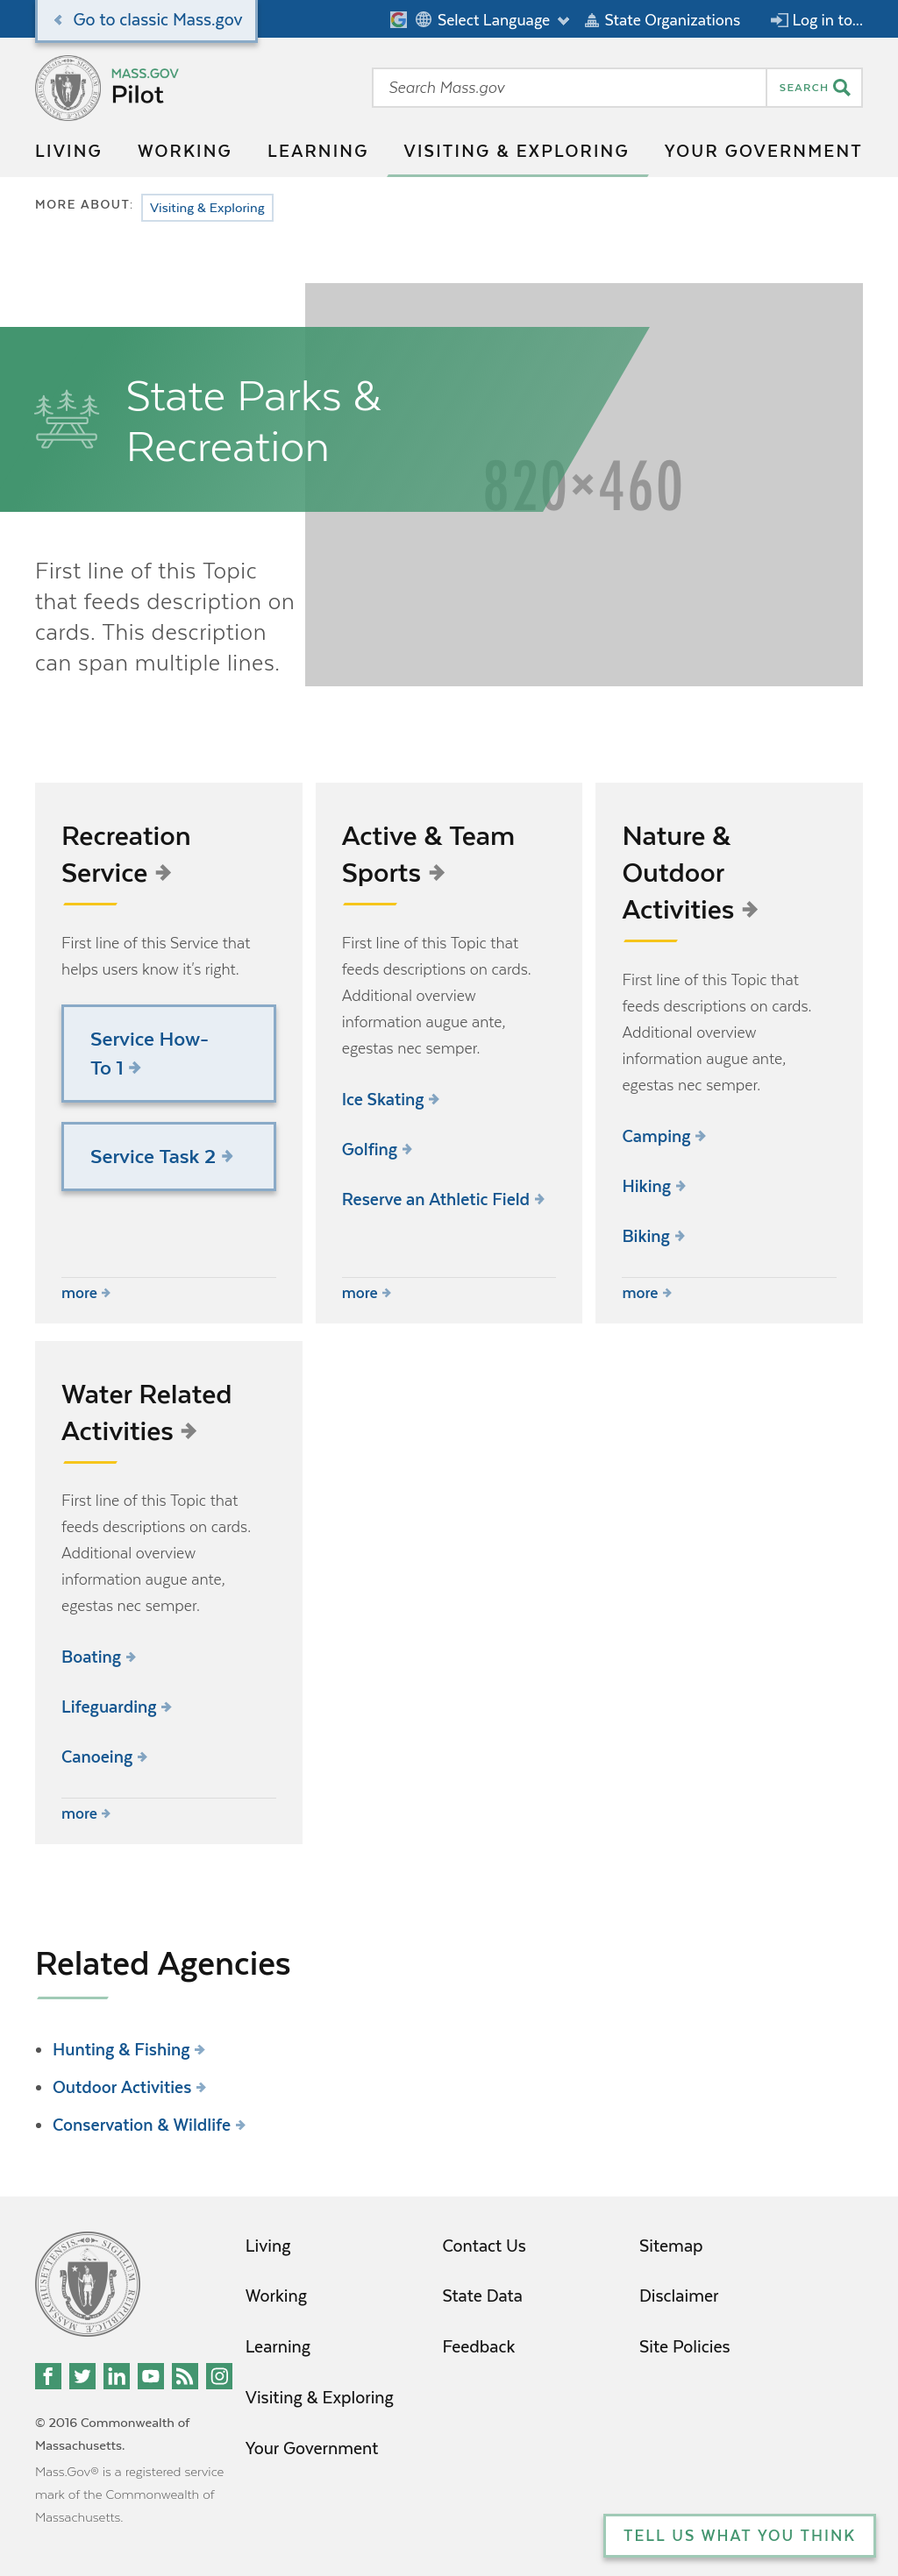 Go to classic Mass.gov
Select Language
State Organizations
Log in to...
MASS.GOV
Pilot
Search Mass.gov
SEARCH
LIVING
WORKING
LEARNING
VISITING & EXPLORING
YOUR GOVERNMENT
MORE ABOUT:
Visiting & Exploring
State Parks &
Recreation
820×460
First line of this Topic
that feeds description on
cards. This description
can span multiple lines.
Recreation
Service
First line of this Service that
helps users know it's right.
Service How-
To 1
Service Task 2
more
Active & Team
Sports
First line of this Topic that
feeds descriptions on cards.
Additional overview
information augue ante,
egestas nec semper.
Ice Skating
Golfing
Reserve an Athletic Field
more
Nature &
Outdoor
Activities
First line of this Topic that
feeds descriptions on cards.
Additional overview
information augue ante,
egestas nec semper.
Camping
Hiking
Biking
more
Water Related
Activities
First line of this Topic that
feeds descriptions on cards.
Additional overview
information augue ante,
egestas nec semper.
Boating
Lifeguarding
Canoeing
more
Related Agencies
Hunting & Fishing
Outdoor Activities
Conservation & Wildlife
© 2016 Commonwealth of
Massachusetts.
Mass.Gov® is a registered service
mark of the Commonwealth of
Massachusetts.
Living
Working
Learning
Visiting & Exploring
Your Government
Contact Us
State Data
Feedback
Sitemap
Disclaimer
Site Policies
TELL US WHAT YOU THINK